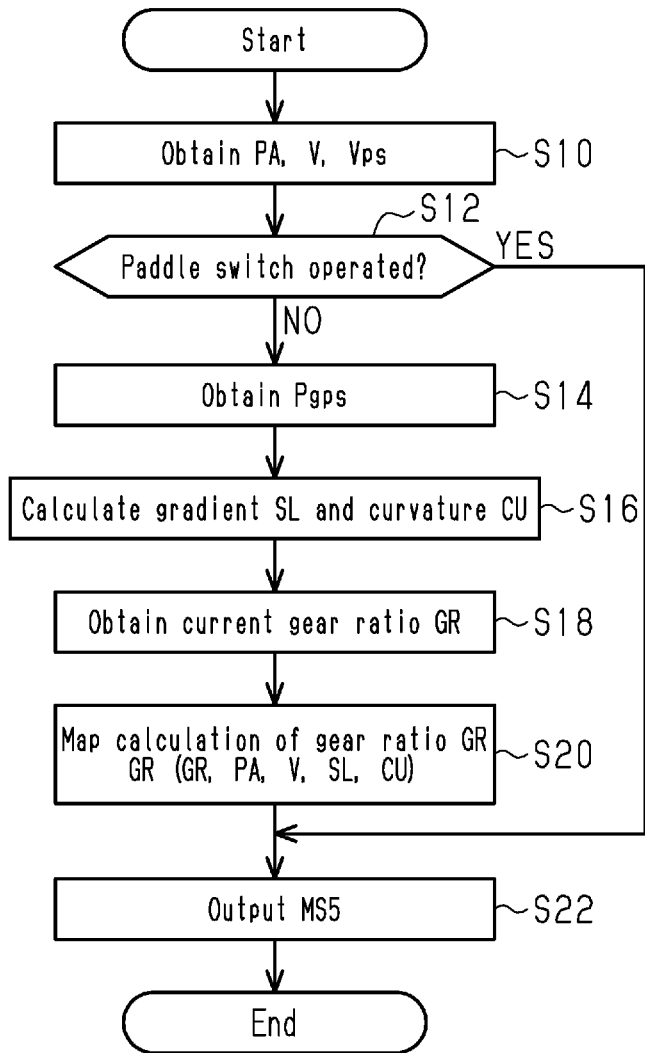 Start
Obtain PA, V, Vps
S10
S12
Paddle switch operated?
YES
NO
Obtain Pgps
S14
Calculate gradient SL and curvature CU
S16
Obtain current gear ratio GR
S18
Map calculation of gear ratio GR
GR (GR, PA, V, SL, CU)
S20
Output MS5
S22
End